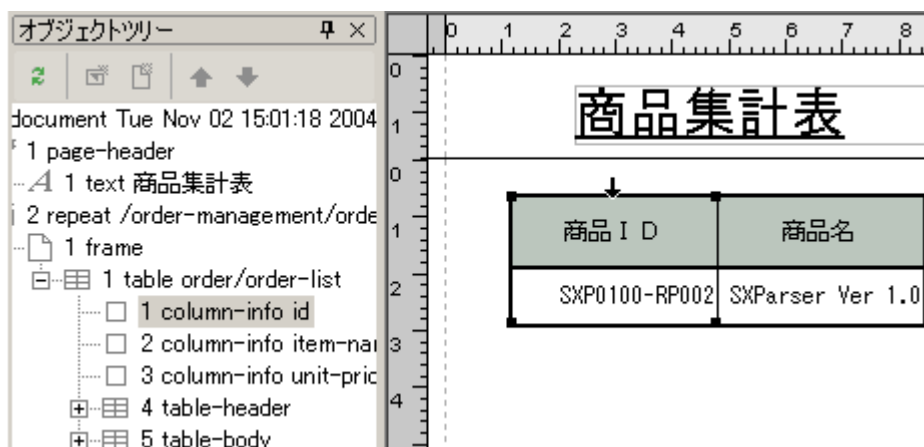 オブジェクトツリー
document Tue Nov 02 15:01:18 2004
1 page-header
A 1 text 商品集計表
2 repeat /order-management/orde
1 frame
1 table order/order-list
1 column-info id
2 column-info item-nar
3 column-info unit-pric
4 table-header
5 table-body
0 1 2 3 4 5 6 7 8
0
1
0
1
2
3
4
商品集計表
商品ＩＤ 商品名
SXP0100-RP002 SXParser Ver 1.0